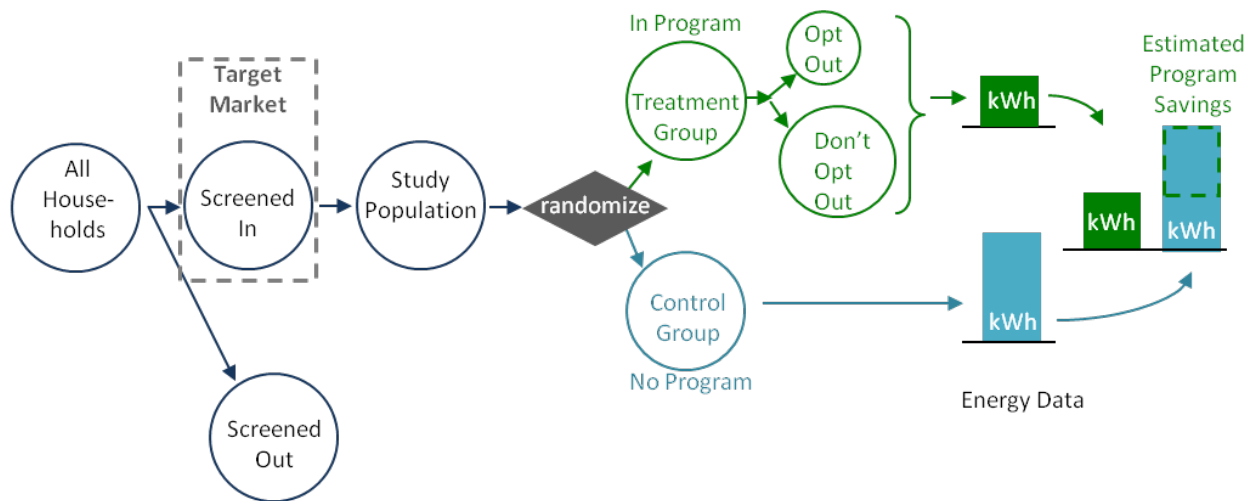 All
House-
holds
Target
Market
Screened
In
Screened
Out
Study
Population
randomize
In Program
Treatment
Group
Opt
Out
Don't
Opt
Out
Control
Group
No Program
kWh
kWh
Energy Data
Estimated
Program
Savings
kWh
kWh